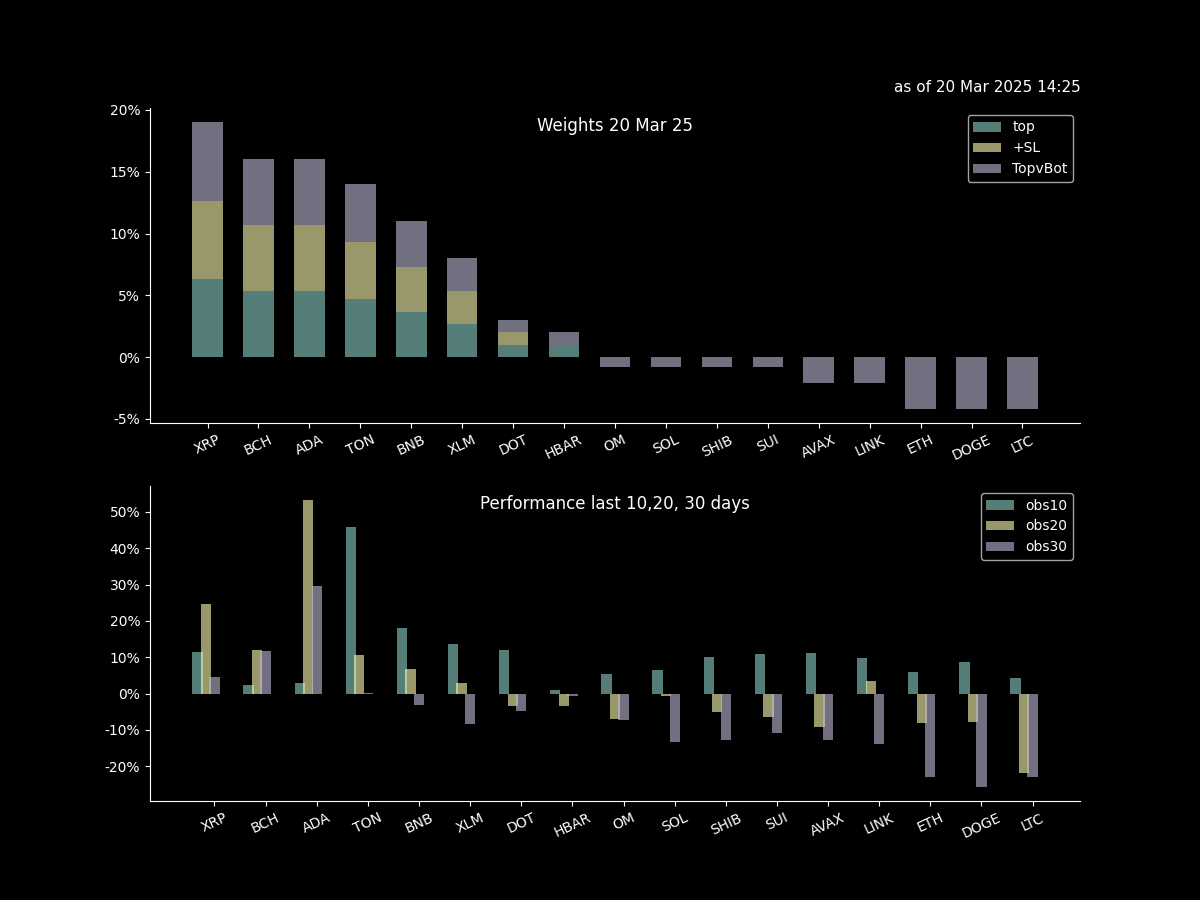 as of 20 Mar 2025 14:25
Weights 20 Mar 25
top
+SL
TopvBot
20%
15%
10%
5%
0%
-5%
XRP BCH ADA TON BNB XLM DOT HBAR OM SOL SHIB SUI AVAX LINK ETH DOGE LTC
Performance last 10,20, 30 days
obs10
obs20
obs30
50%
40%
30%
20%
10%
0%
-10%
-20%
XRP BCH ADA TON BNB XLM DOT HBAR OM SOL SHIB SUI AVAX LINK ETH DOGE LTC